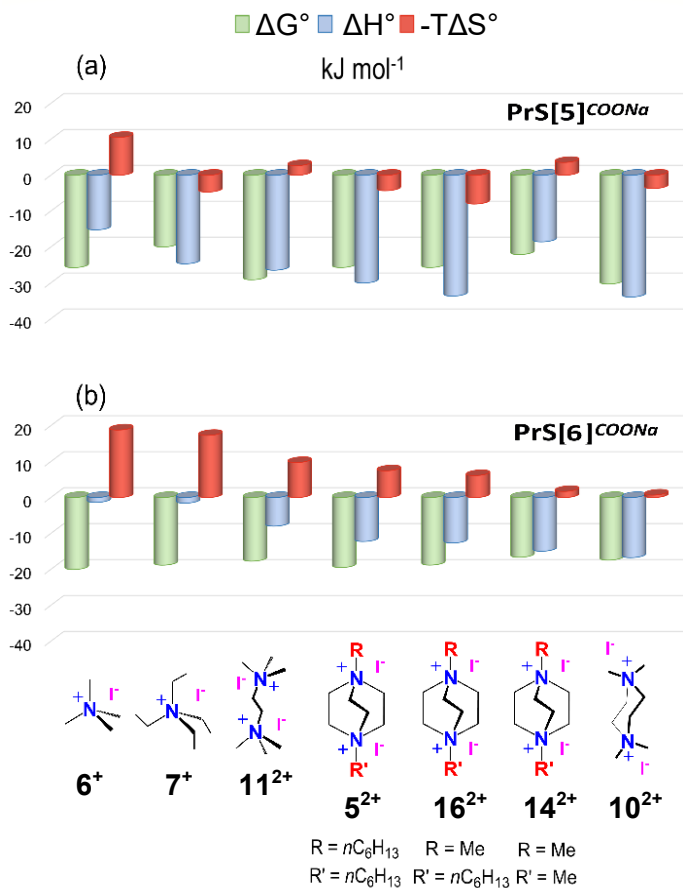 ΔG° ΔH° -TΔS°
(a) kJ mol⁻¹
PrS[5]ᶜᴼᴼᴺᵃ
20
10
0
-10
-20
-30
-40
(b)
PrS[6]ᶜᴼᴼᴺᵃ
20
10
0
-10
-20
-30
-40
R R R I⁻
I⁻ + N I⁻ + N I⁻ + N I⁻ + N
+ N I⁻ + N I⁻ I⁻ N +
+ N I⁻ + N I⁻ + N I⁻ + N I⁻ N +
R' R' R' I⁻
6⁺ 7⁺ 11²⁺ 5²⁺ 16²⁺ 14²⁺ 10²⁺
R = nC₆H₁₃ R = Me R = Me
R' = nC₆H₁₃ R' = nC₆H₁₃ R' = Me